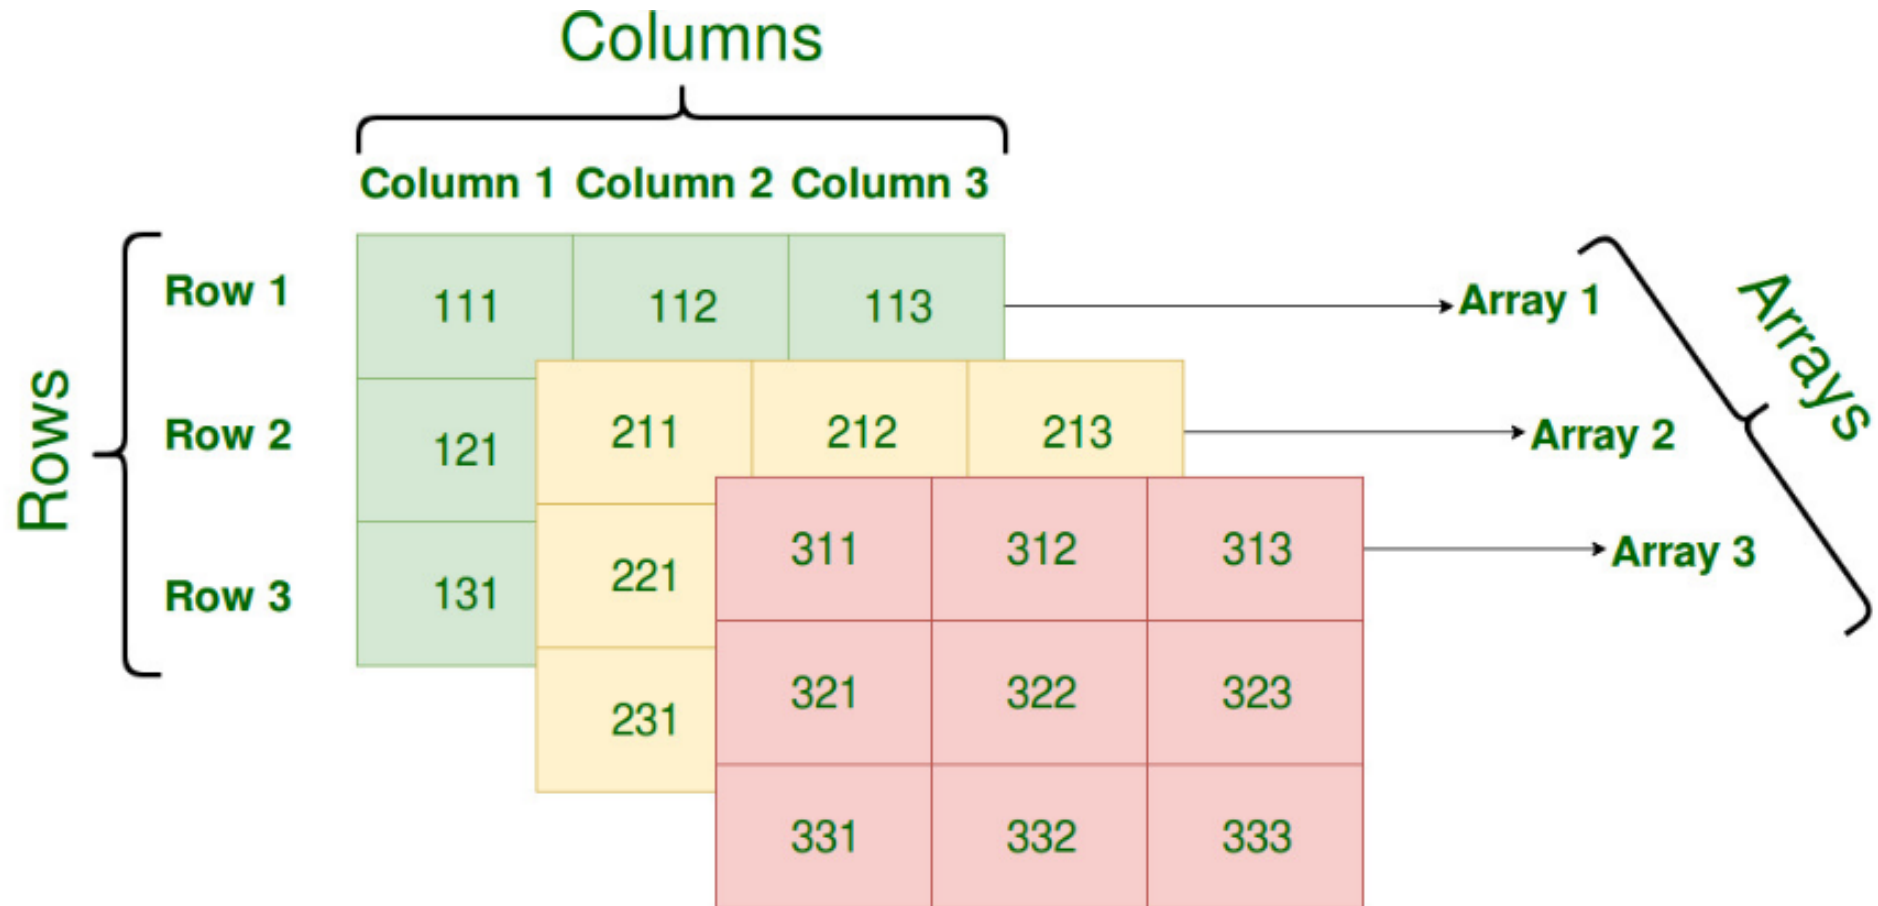 Columns
Column 1 Column 2 Column 3
Rows
Row 1
Row 2
Row 3
111 112 113
121
131
211 212 213
221
231
311 312 313
321 322 323
331 332 333
Array 1
Array 2
Array 3
Arrays